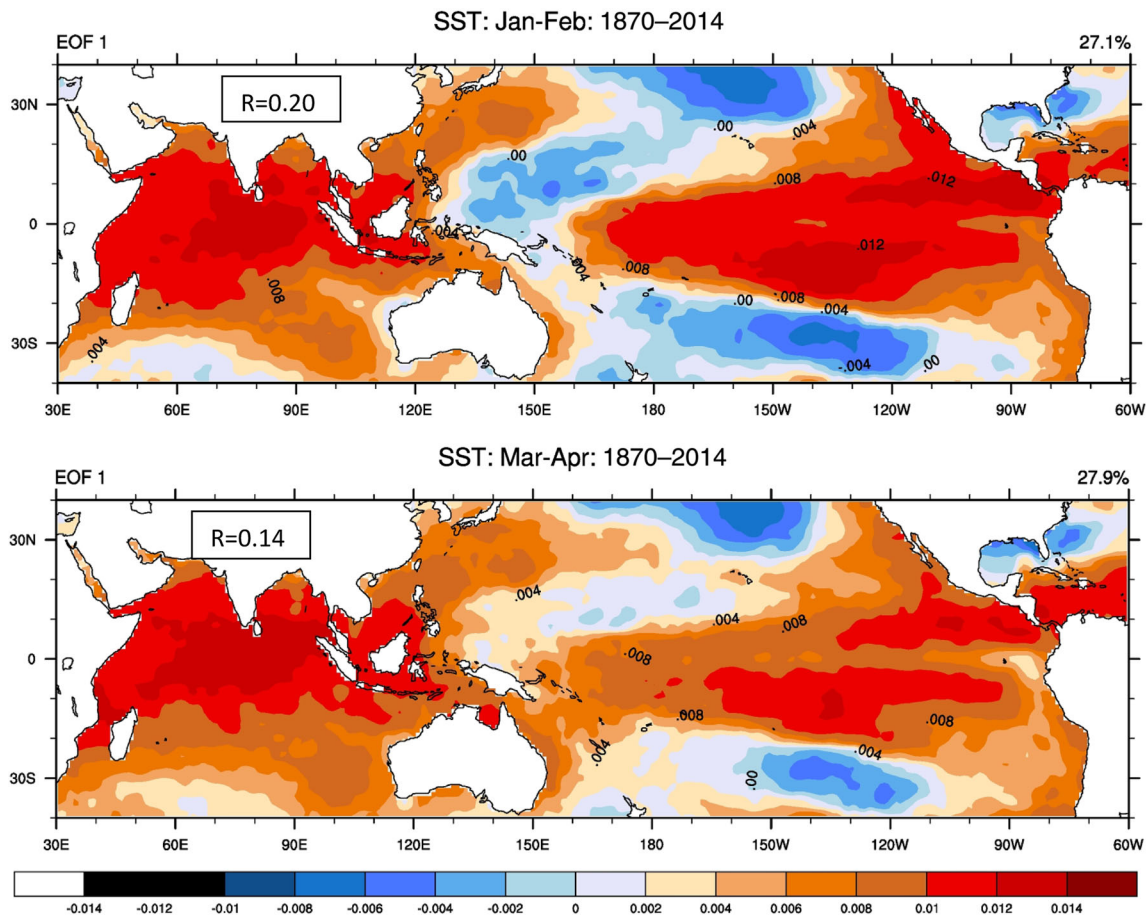 SST: Jan-Feb: 1870–2014
EOF 1 27.1%
R=0.20
30N
0
30S
.00
.004
.00
.008
.012
.004
.012
.008
.004
.008
.00
.008
.004
.004
-.004
.00
30E 60E 90E 120E 150E 180 150W 120W 90W 60W
SST: Mar-Apr: 1870–2014
EOF 1 27.9%
R=0.14
30N
0
30S
.004
.004
.008
.008
.008
.008
.004
.004
.00
30E 60E 90E 120E 150E 180 150W 120W 90W 60W
-0.014 -0.012 -0.01 -0.008 -0.006 -0.004 -0.002 0 0.002 0.004 0.006 0.008 0.01 0.012 0.014